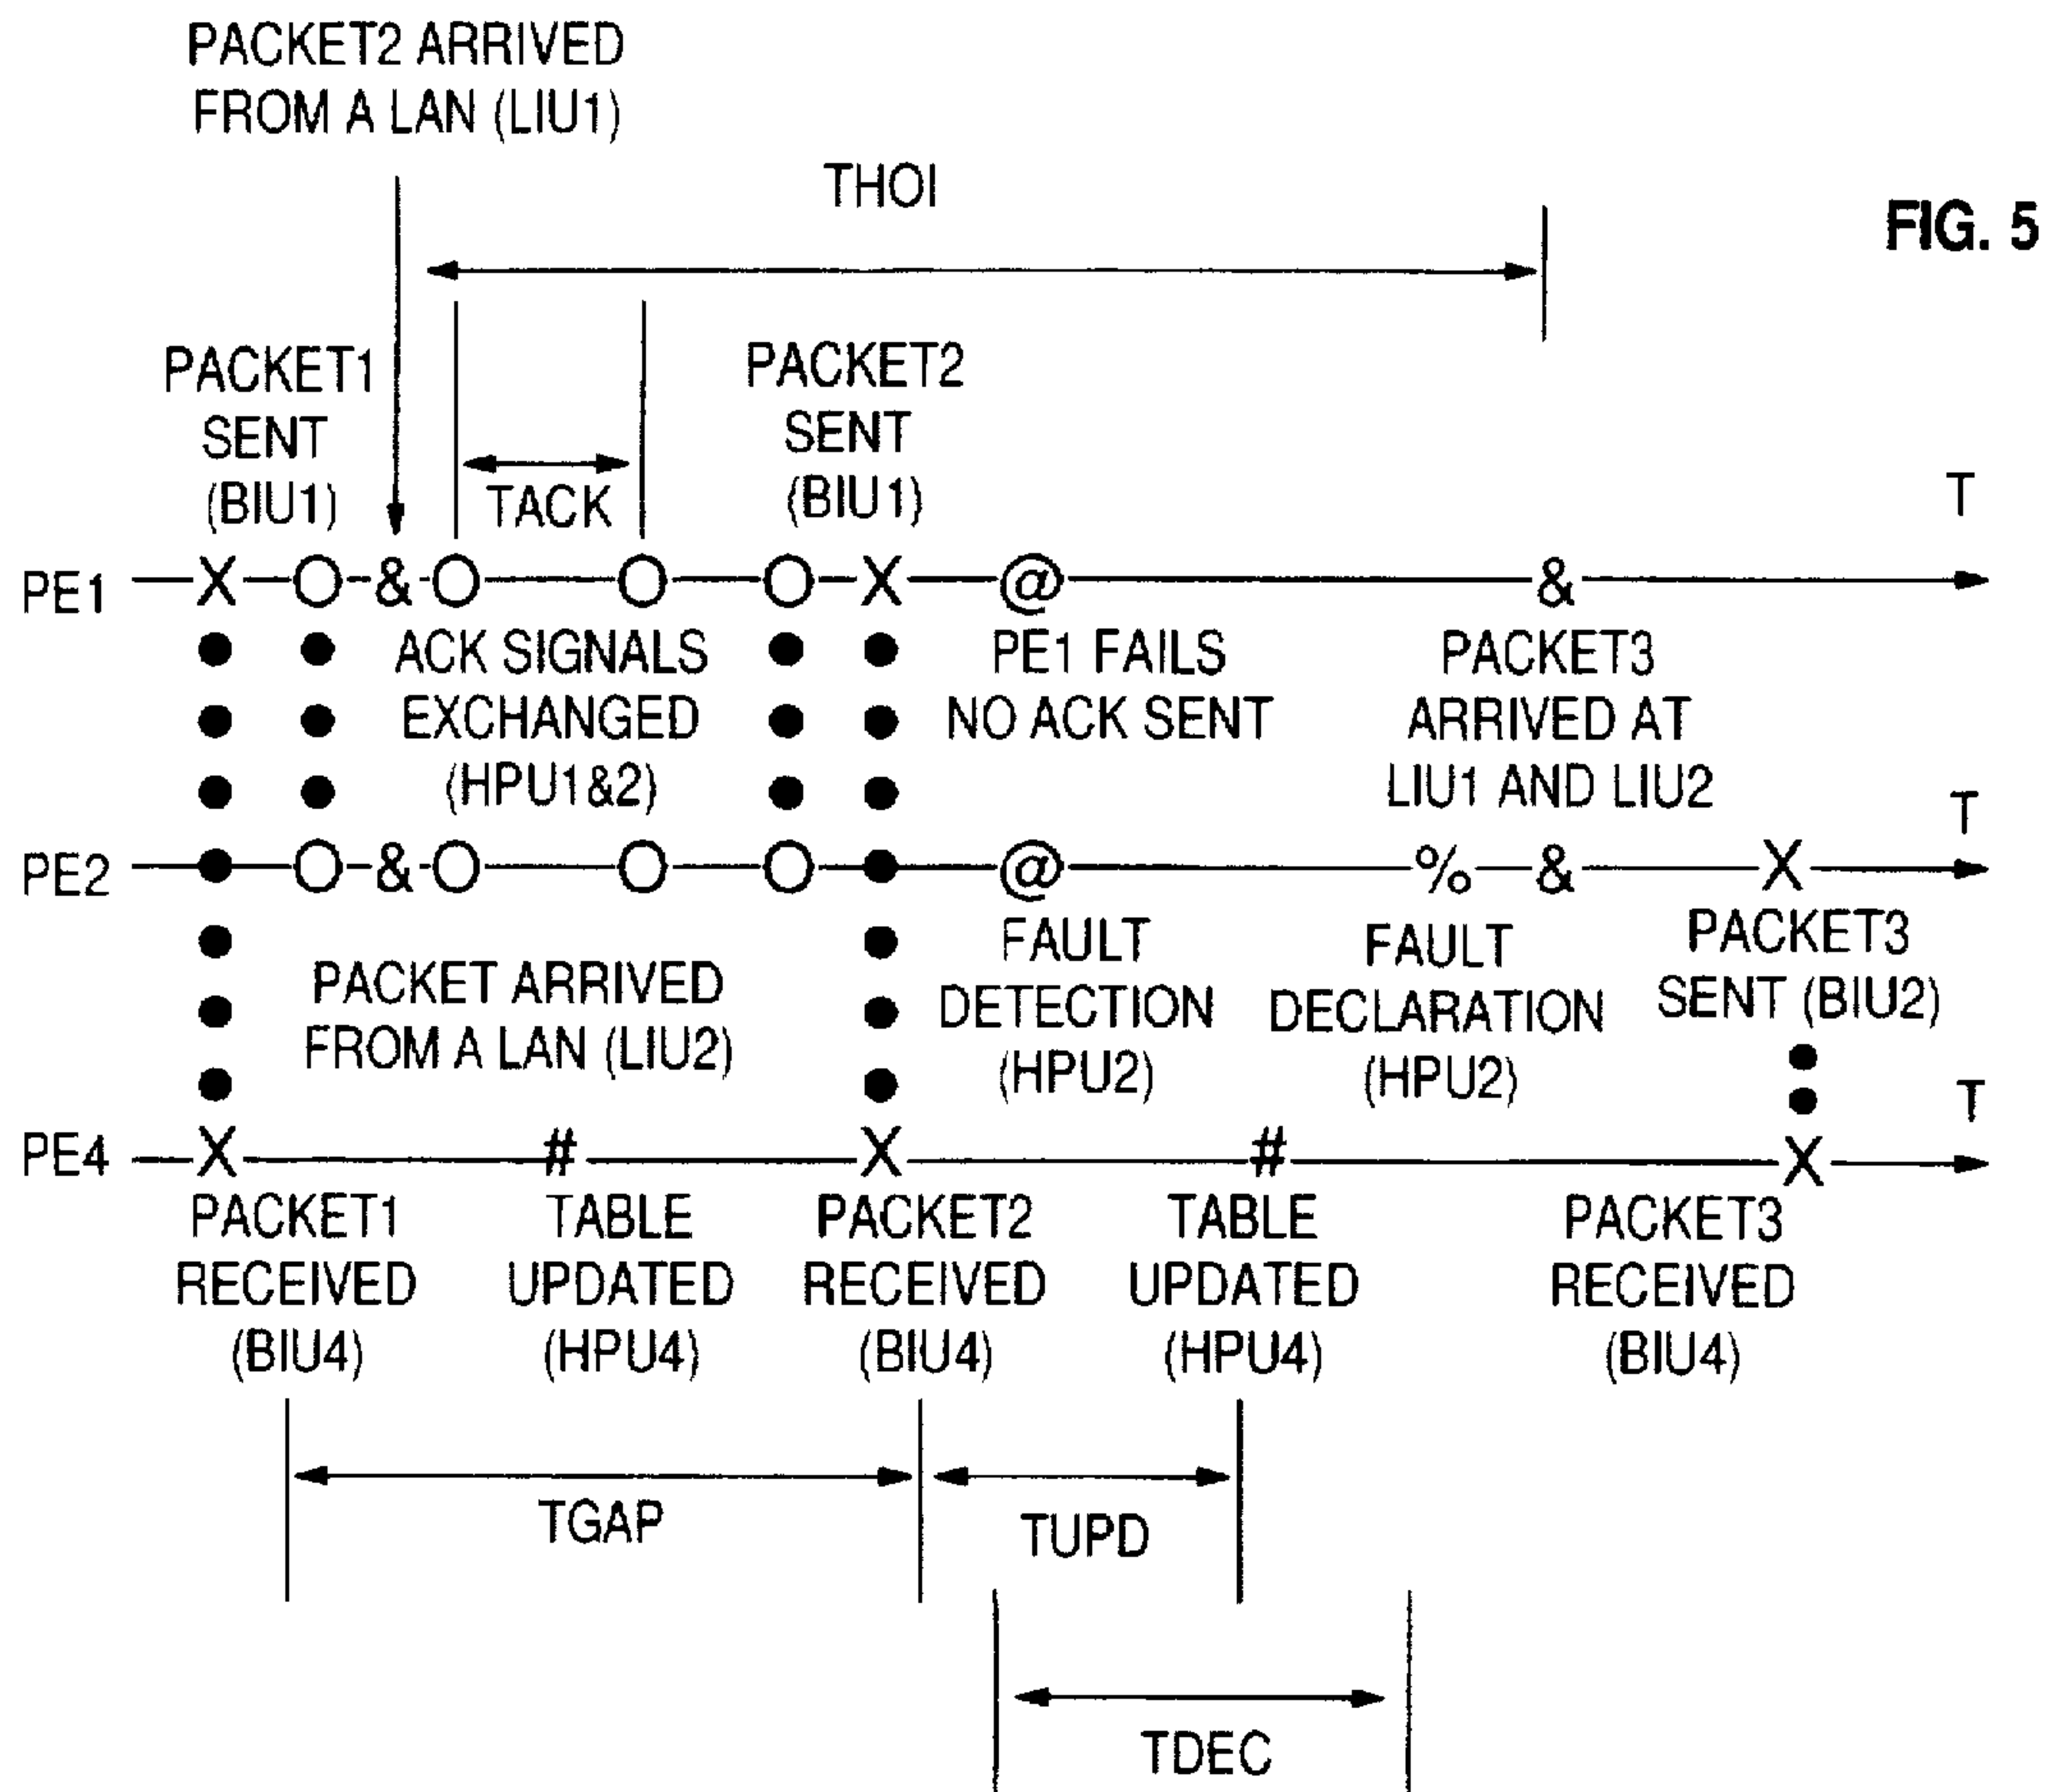 PACKET2 ARRIVED
FROM A LAN (LIU1)
THOI
FIG. 5
PACKET1
SENT
(BIU1)
TACK
PACKET2
SENT
(BIU1)
T
PE1 X O & O O O X @ &
ACK SIGNALS
EXCHANGED
(HPU1&2)
PE1 FAILS
NO ACK SENT
PACKET3
ARRIVED AT
LIU1 AND LIU2
T
PE2 O & O O O @ % & X
PACKET ARRIVED
FROM A LAN (LIU2)
FAULT
DETECTION
(HPU2)
FAULT
DECLARATION
(HPU2)
PACKET3
SENT (BIU2)
T
PE4 X # X # X
PACKET1
RECEIVED
(BIU4)
TABLE
UPDATED
(HPU4)
PACKET2
RECEIVED
(BIU4)
TABLE
UPDATED
(HPU4)
PACKET3
RECEIVED
(BIU4)
TGAP
TUPD
TDEC